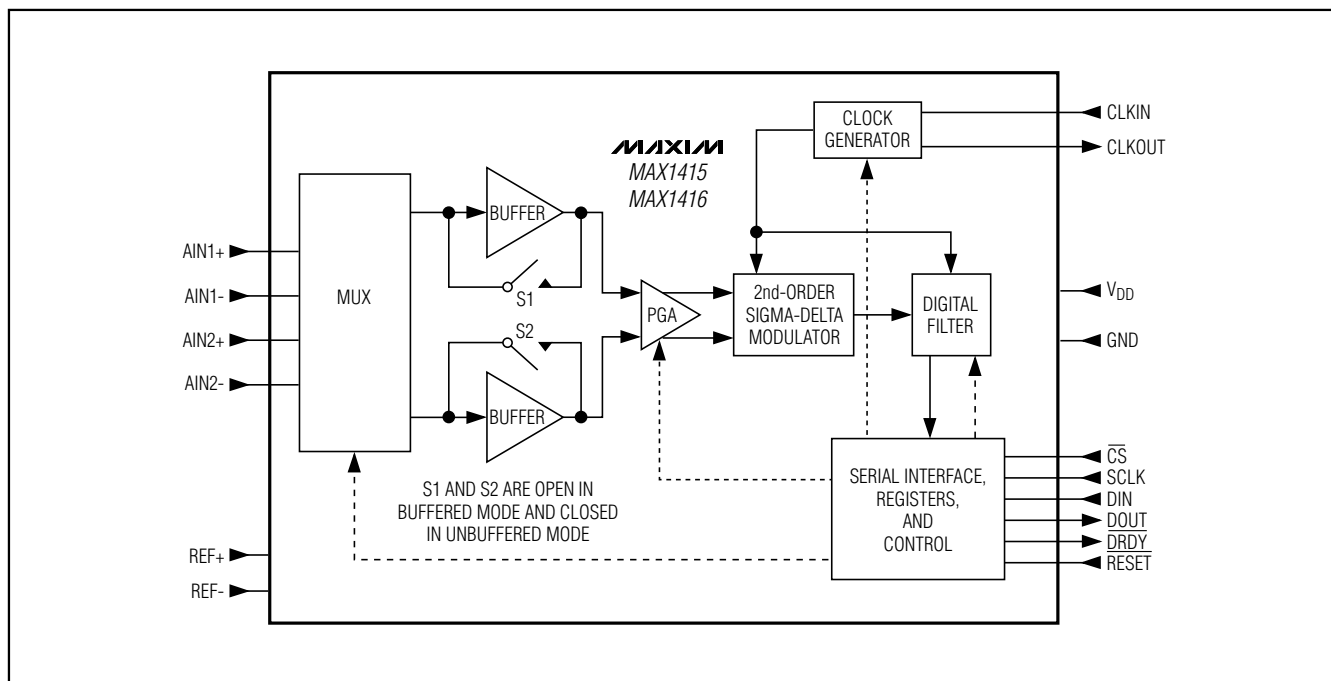 CLOCK
GENERATOR
CLKIN
CLKOUT
MAXIM
MAX1415
MAX1416
AIN1+
AIN1-
AIN2+
AIN2-
MUX
BUFFER
S1
S2
BUFFER
PGA
2nd-ORDER
SIGMA-DELTA
MODULATOR
DIGITAL
FILTER
VDD
GND
S1 AND S2 ARE OPEN IN
BUFFERED MODE AND CLOSED
IN UNBUFFERED MODE
SERIAL INTERFACE,
REGISTERS,
AND
CONTROL
CS
SCLK
DIN
DOUT
DRDY
RESET
REF+
REF-